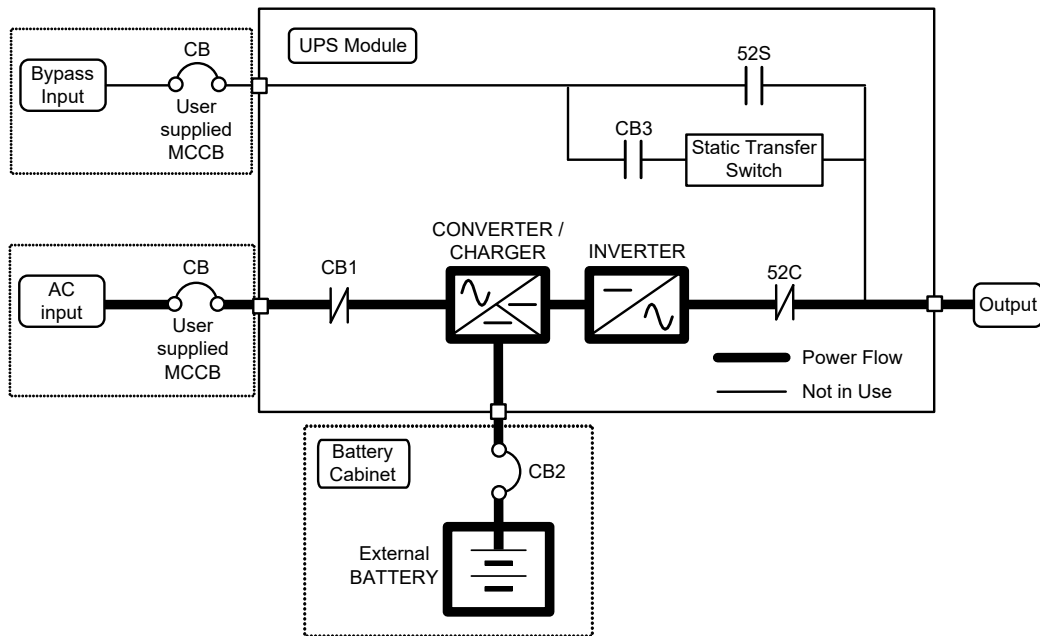 UPS Module
CB
Bypass
Input
User
supplied
MCCB
52S
CB3
Static Transfer
Switch
CONVERTER /
CHARGER
INVERTER
CB
AC
input
User
supplied
MCCB
CB1
52C
Output
Power Flow
Not in Use
Battery
Cabinet
CB2
External
BATTERY